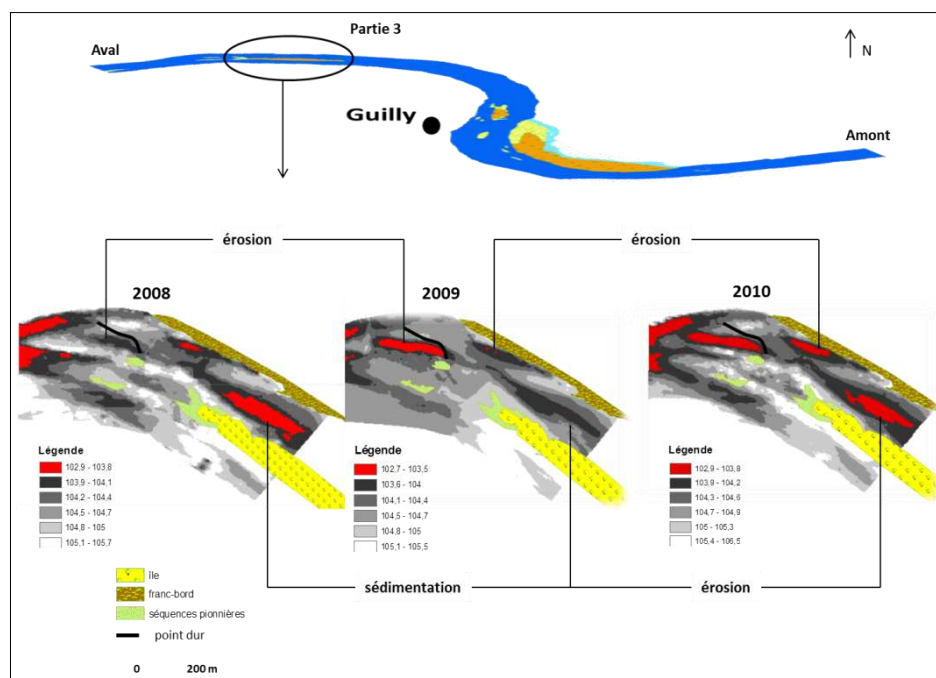 Partie 3
Aval
N
Guilly
Amont
érosion
érosion
2008
2009
2010
Légende
102,9 - 103,8
103,9 - 104,1
104,2 - 104,4
104,5 - 104,7
104,8 - 105
105,1 - 105,7
Légende
102,7 - 103,5
103,6 - 104
104,1 - 104,4
104,5 - 104,7
104,8 - 105
105,1 - 105,5
Légende
102,9 - 103,8
103,9 - 104,2
104,3 - 104,6
104,7 - 104,9
105 - 105,3
105,4 - 106,5
sédimentation
érosion
île
franc-bord
séquences pionnières
point dur
0 200 m